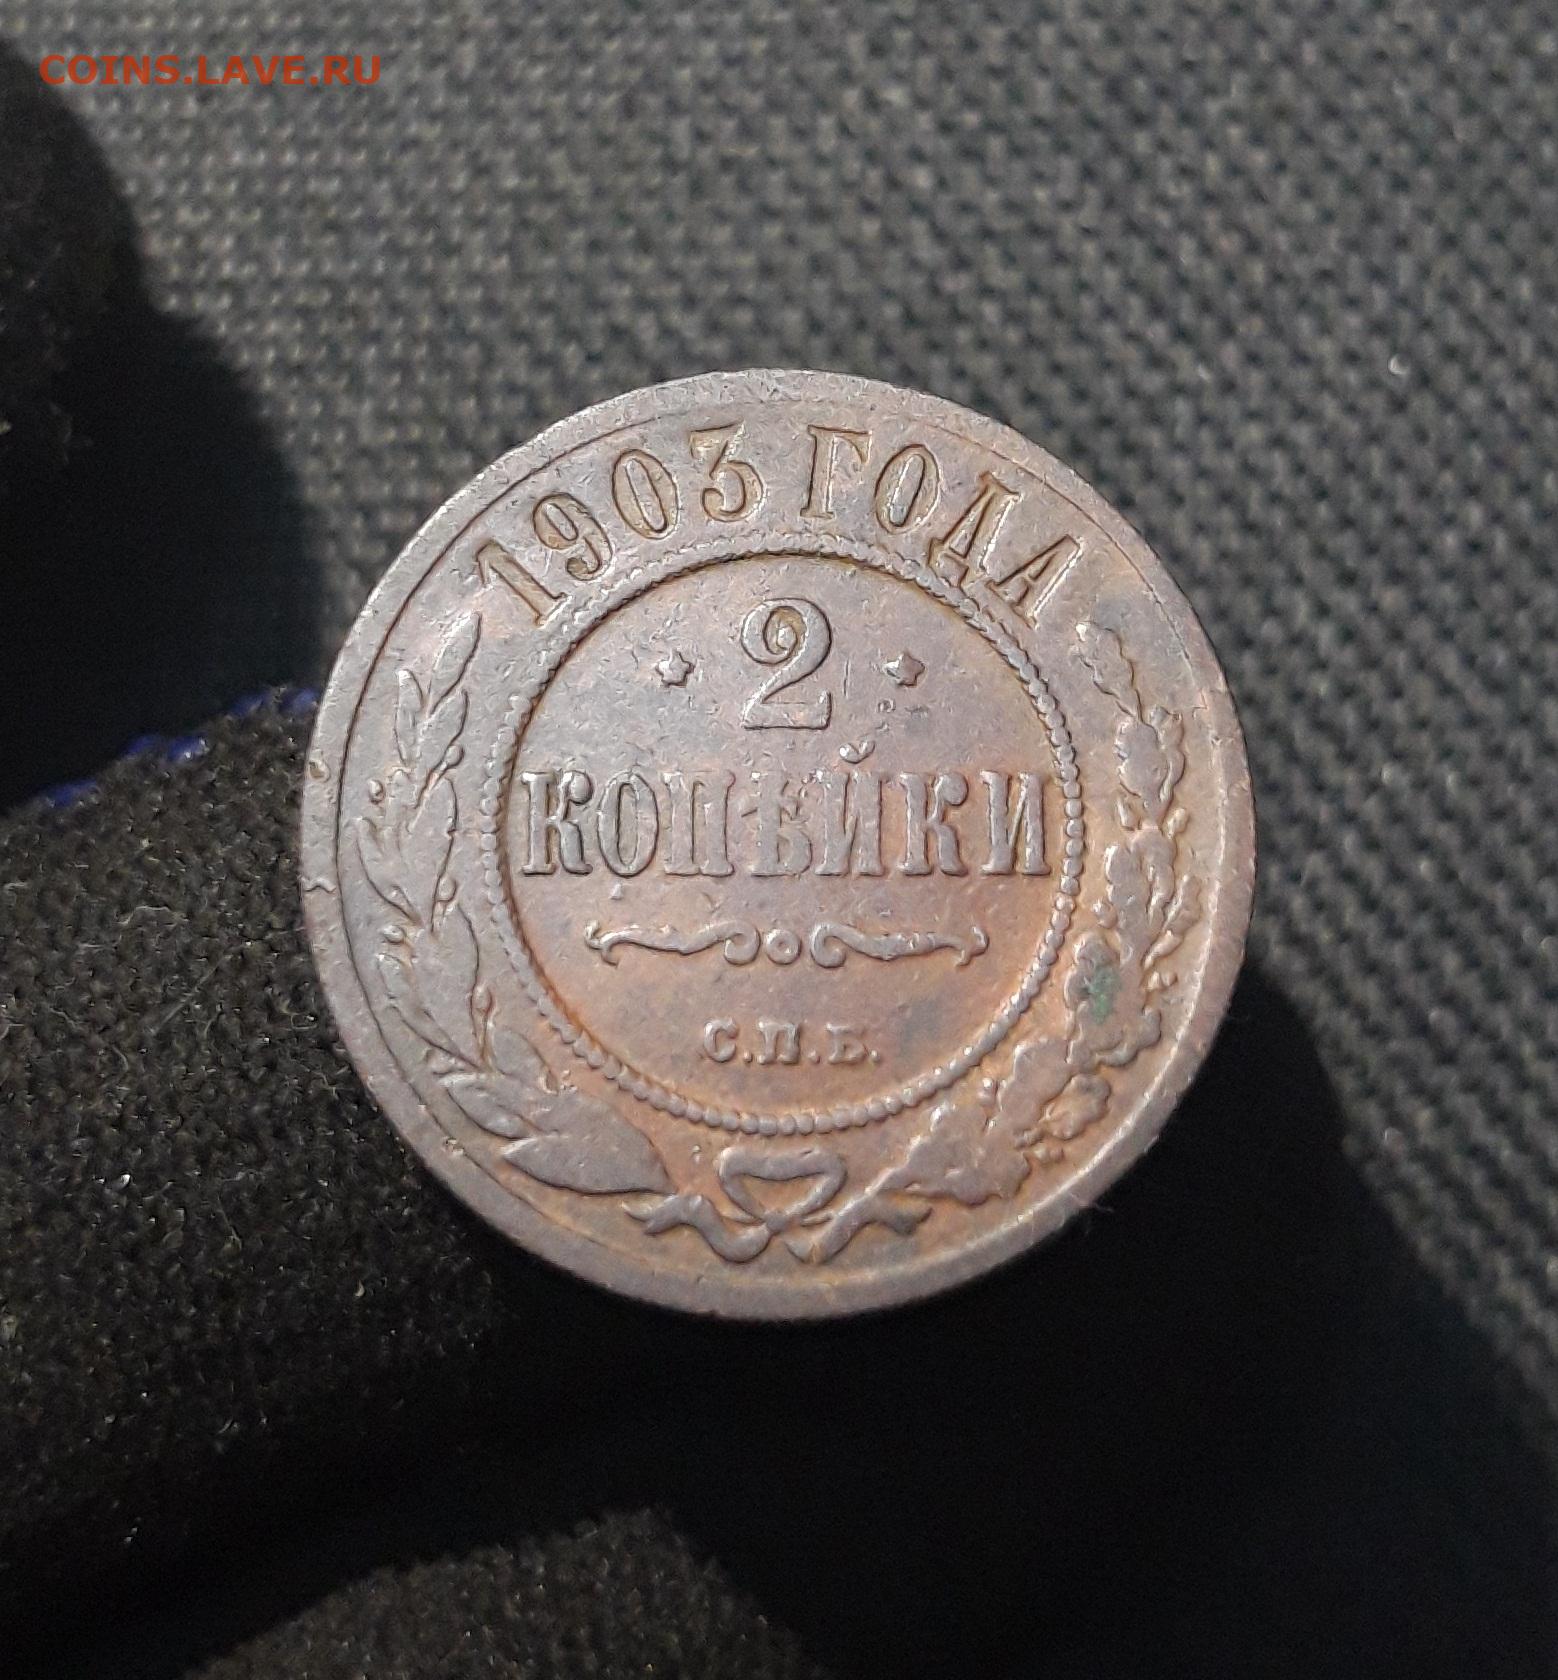 COINS.LAVE.RU
1903 ГОДА
2
КОПѢЙКИ
С.П.Б.